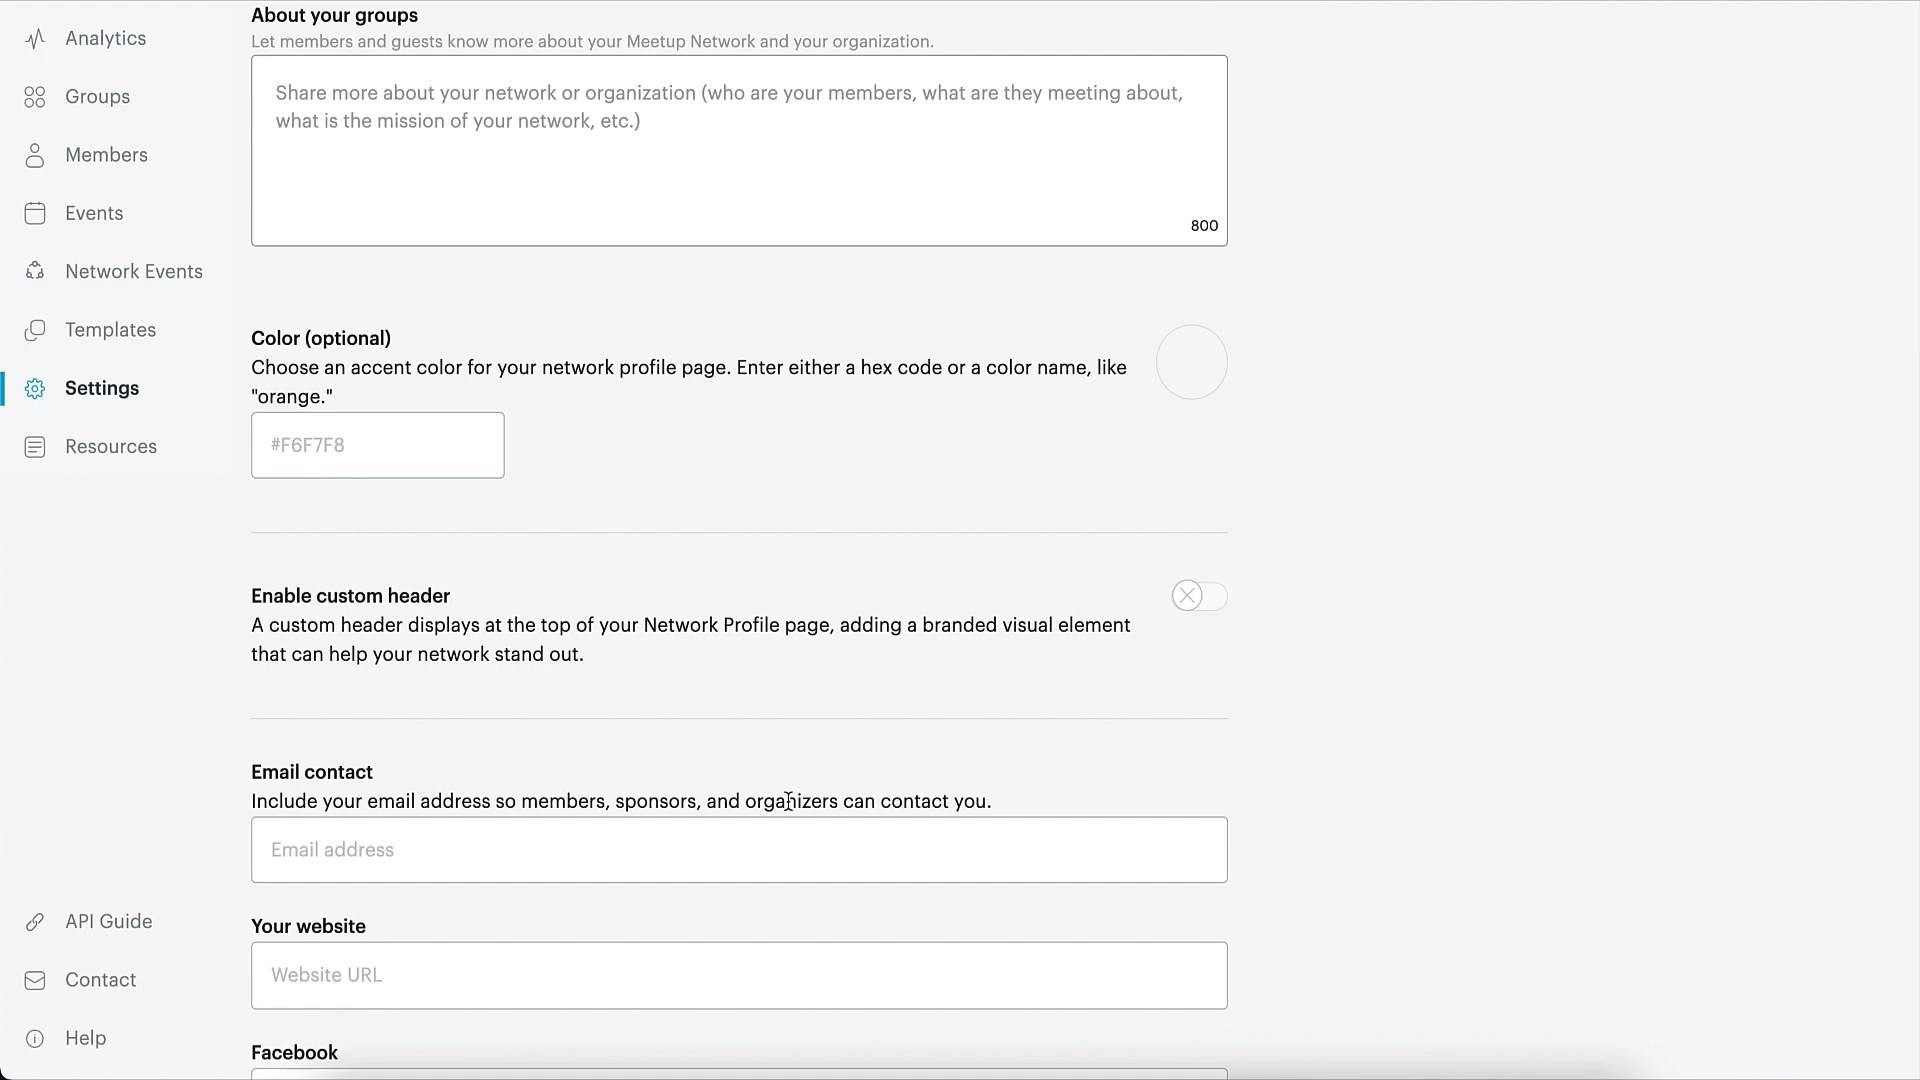 Analytics
Groups
Members
Events
Network Events
Templates
Settings
Resources
API Guide
Contact
Help
About your groups
Let members and guests know more about your Meetup Network and your organization.
Share more about your network or organization (who are your members, what are they meeting about,
what is the mission of your network, etc.)
800
Color (optional)
Choose an accent color for your network profile page. Enter either a hex code or a color name, like
"orange."
#F6F7F8
Enable custom header
A custom header displays at the top of your Network Profile page, adding a branded visual element
that can help your network stand out.
Email contact
Include your email address so members, sponsors, and organizers can contact you.
Email address
Your website
Website URL
Facebook